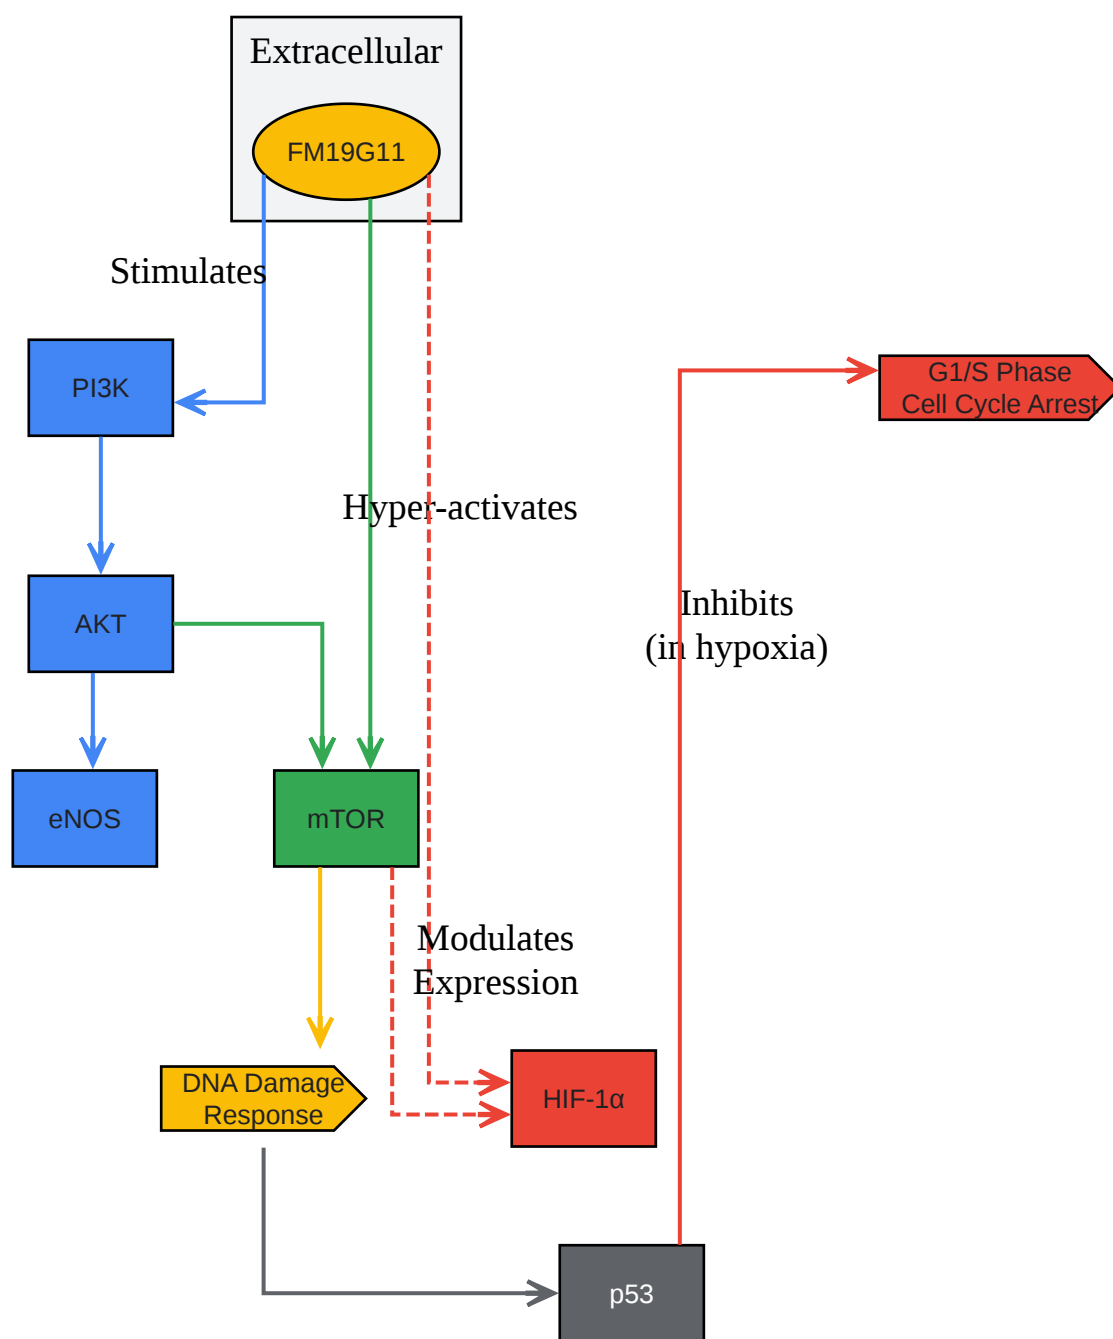 Extracellular
FM19G11
Stimulates
PI3K
G1/S Phase
Cell Cycle Arrest
Hyper-activates
AKT
Inhibits
(in hypoxia)
eNOS
mTOR
Modulates
Expression
DNA Damage
Response
HIF-1α
p53